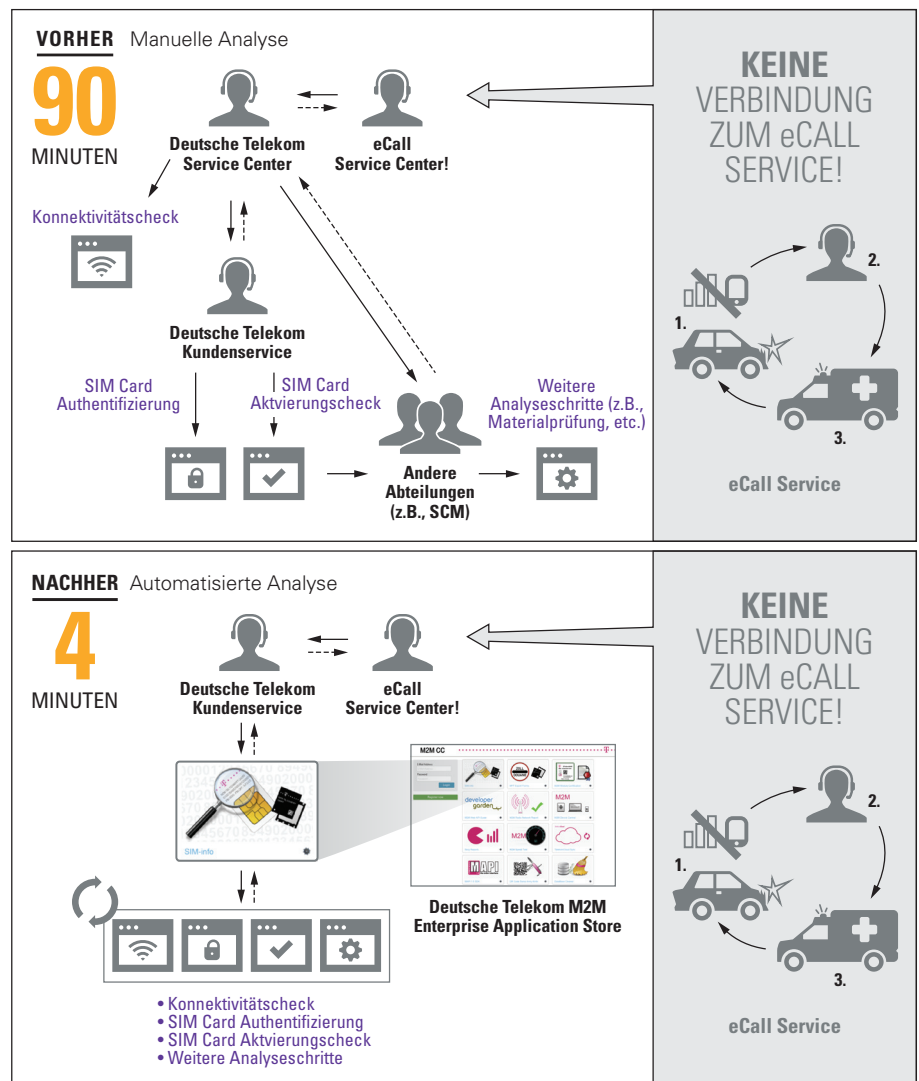 VORHER Manuelle Analyse
90
MINUTEN
Deutsche Telekom
Service Center
eCall
Service Center!
Konnektivitätscheck
Deutsche Telekom
Kundenservice
SIM Card
Authentifizierung
SIM Card
Aktvierungscheck
Andere
Abteilungen
(z.B., SCM)
Weitere
Analyseschritte (z.B.,
Materialprüfung, etc.)
KEINE
VERBINDUNG
ZUM eCALL
SERVICE!
1.
2.
3.
eCall Service
NACHHER Automatisierte Analyse
4
MINUTEN
Deutsche Telekom
Kundenservice
eCall
Service Center!
SIM-info
M2M CC
developer
garden
M2M
M2M
MAPI
Deutsche Telekom M2M
Enterprise Application Store
• Konnektivitätscheck
• SIM Card Authentifizierung
• SIM Card Aktvierungscheck
• Weitere Analyseschritte
KEINE
VERBINDUNG
ZUM eCALL
SERVICE!
1.
2.
3.
eCall Service